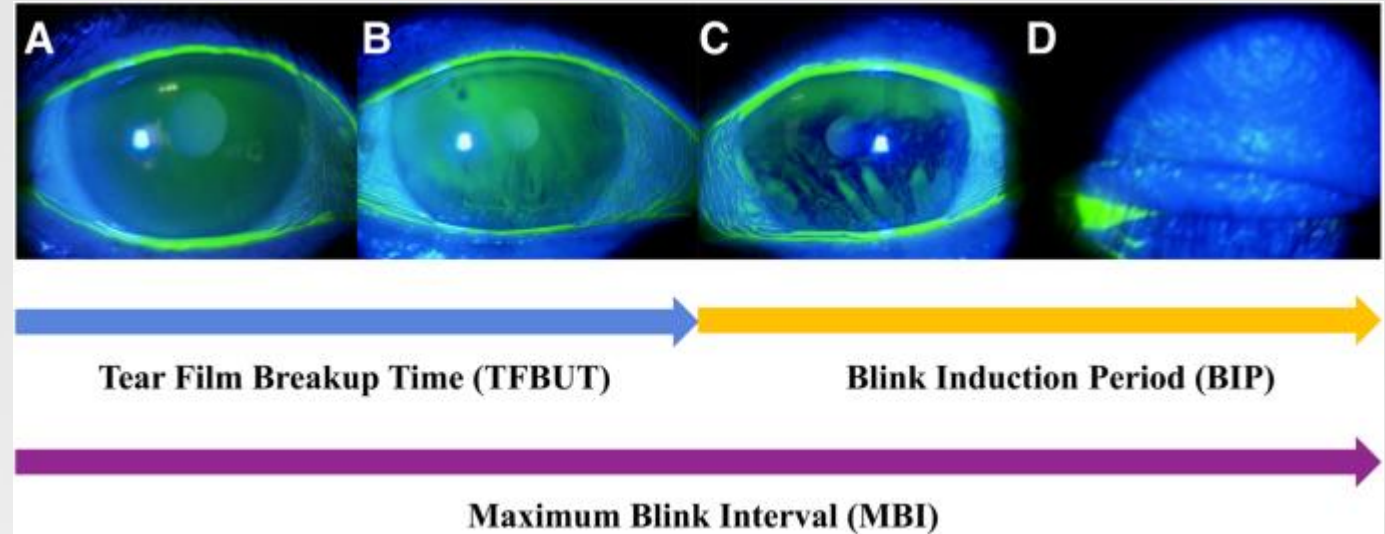 A B C D
Tear Film Breakup Time (TFBUT) Blink Induction Period (BIP)
Maximum Blink Interval (MBI)